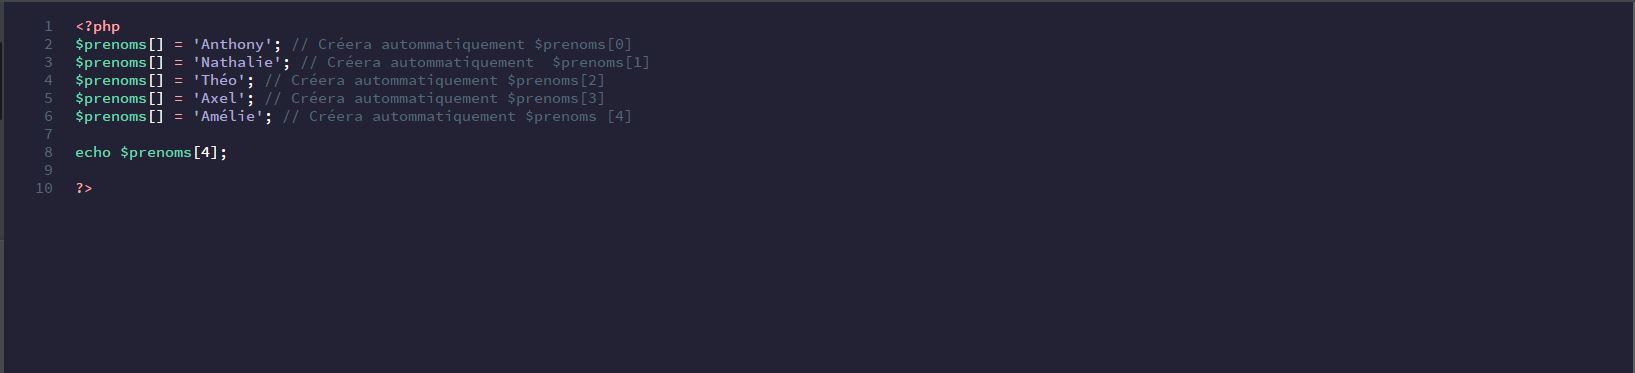 1 <?php
2 $prenoms[] = 'Anthony'; // Créera autommatiquement $prenoms[0]
3 $prenoms[] = 'Nathalie'; // Créera autommatiquement  $prenoms[1]
4 $prenoms[] = 'Théo'; // Créera autommatiquement $prenoms[2]
5 $prenoms[] = 'Axel'; // Créera autommatiquement $prenoms[3]
6 $prenoms[] = 'Amélie'; // Créera autommatiquement $prenoms [4]
7
8 echo $prenoms[4];
9
10 ?>